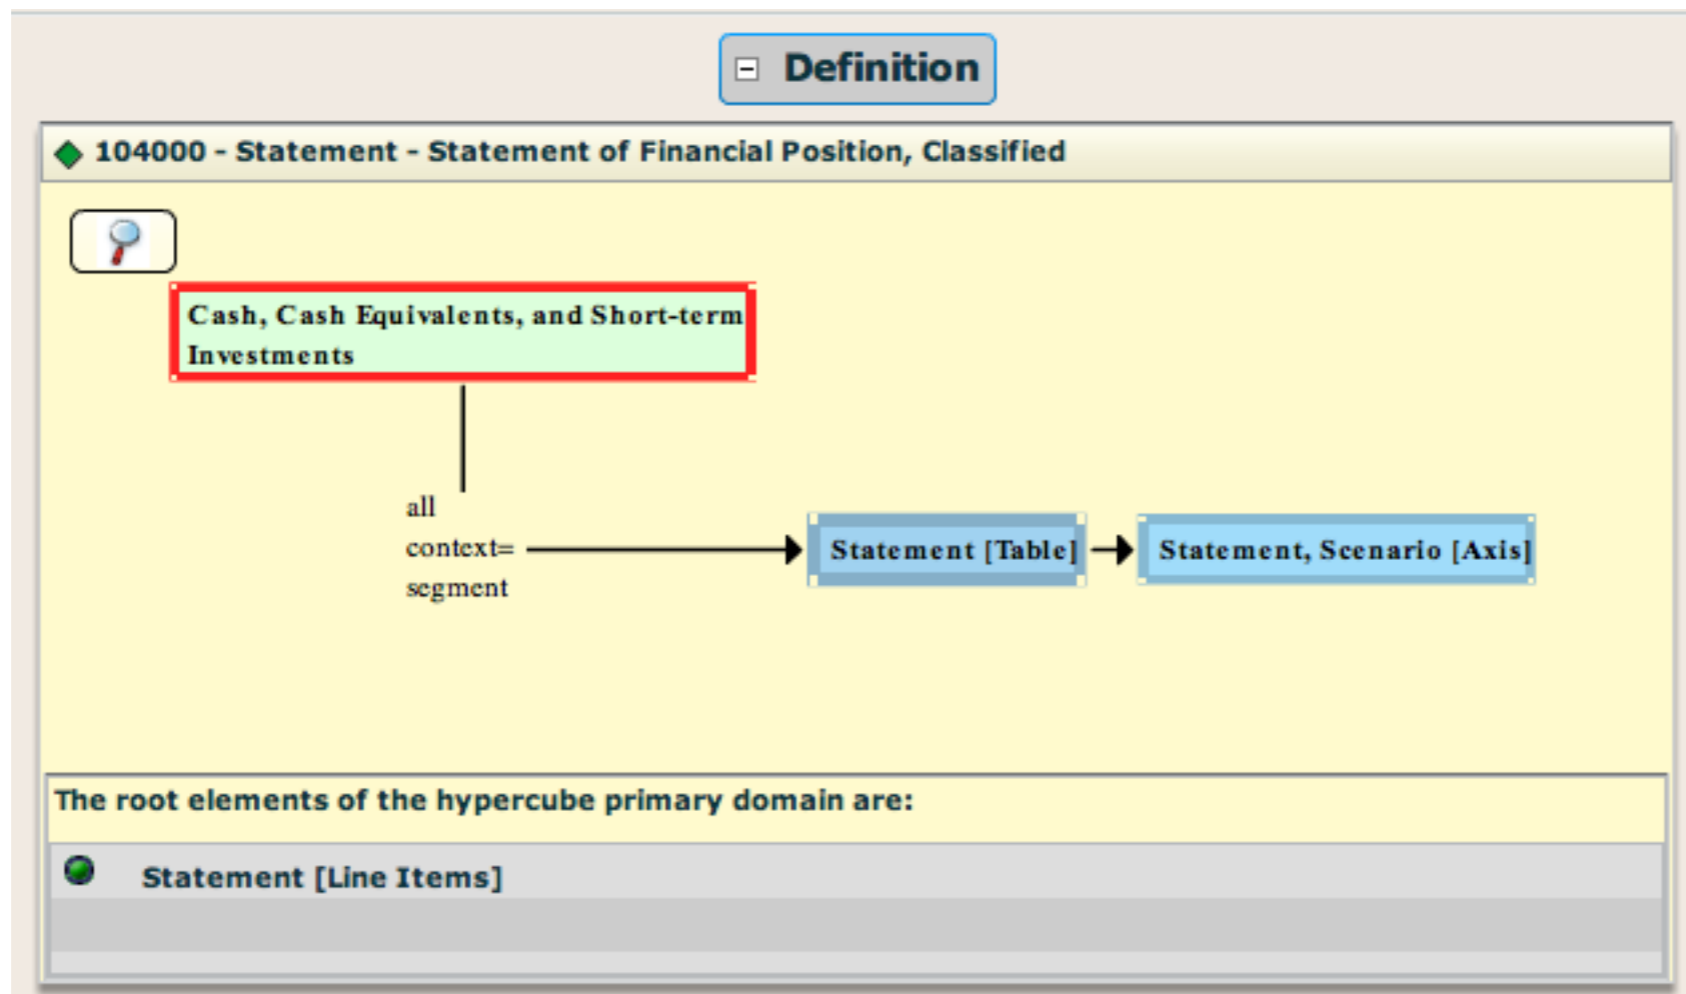 Definition
104000 - Statement - Statement of Financial Position, Classified
Cash, Cash Equivalents, and Short-term
Investments
all
context=
segment
Statement [Table]
Statement, Scenario [Axis]
The root elements of the hypercube primary domain are:
Statement [Line Items]